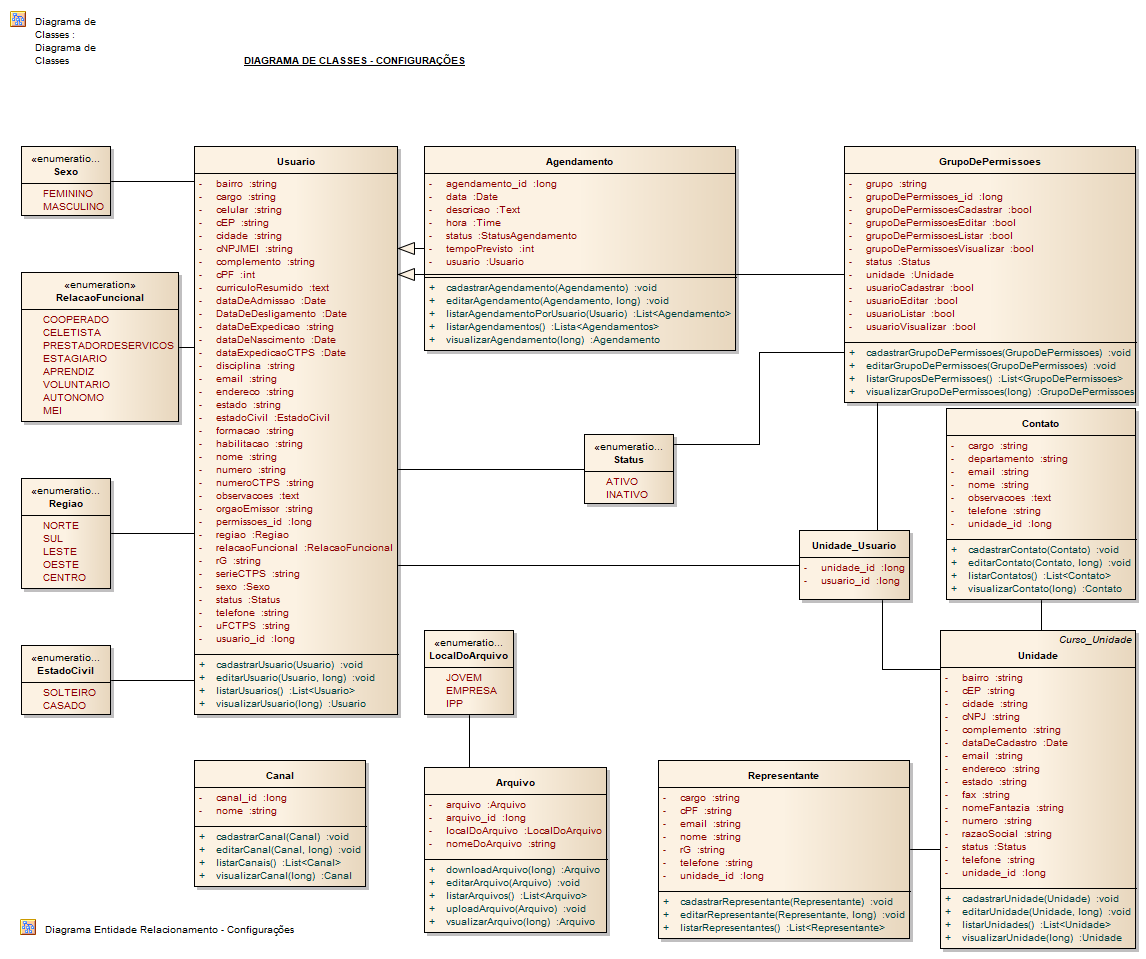 Diagrama de
Classes :
Diagrama de
Classes
DIAGRAMA DE CLASSES - CONFIGURAÇÕES
«enumeratio...
Sexo
FEMININO
MASCULINO
«enumeration»
RelacaoFuncional
COOPERADO
CELETISTA
PRESTADORDESERVICOS
ESTAGIARIO
APRENDIZ
VOLUNTARIO
AUTONOMO
MEI
«enumeratio...
Regiao
NORTE
SUL
LESTE
OESTE
CENTRO
«enumeratio...
EstadoCivil
SOLTEIRO
CASADO
Usuario
- bairro :string
- cargo :string
- celular :string
- cEP :string
- cidade :string
- cNPJMEI :string
- complemento :string
- cPF :int
- curriculoResumido :text
- dataDeAdmissao :Date
- DataDeDesligamento :Date
- dataDeExpedicao :string
- dataDeNascimento :Date
- dataExpedicaoCTPS :Date
- disciplina :string
- email :string
- endereco :string
- estado :string
- estadoCivil :EstadoCivil
- formacao :string
- habilitacao :string
- nome :string
- numero :string
- numeroCTPS :string
- observacoes :text
- orgaoEmissor :string
- permissoes_id :long
- regiao :Regiao
- relacaoFuncional :RelacaoFuncional
- rG :string
- serieCTPS :string
- sexo :Sexo
- status :Status
- telefone :string
- uFCTPS :string
- usuario_id :long
+ cadastrarUsuario(Usuario) :void
+ editarUsuario(Usuario, long) :void
+ listarUsuarios() :List<Usuario>
+ visualizarUsuario(long) :Usuario
Agendamento
- agendamento_id :long
- data :Date
- descricao :Text
- hora :Time
- status :StatusAgendamento
- tempoPrevisto :int
- usuario :Usuario
+ cadastrarAgendamento(Agendamento) :void
+ editarAgendamento(Agendamento, long) :void
+ listarAgendamentoPorUsuario(Usuario) :List<Agendamento>
+ listarAgendamentos() :Lista<Agendamentos>
+ visualizarAgendamento(long) :Agendamento
GrupoDePermissoes
- grupo :string
- grupoDePermissoes_id :long
- grupoDePermissoesCadastrar :bool
- grupoDePermissoesEditar :bool
- grupoDePermissoesListar :bool
- grupoDePermissoesVisualizar :bool
- status :Status
- unidade :Unidade
- usuarioCadastrar :bool
- usuarioEditar :bool
- usuarioListar :bool
- usuarioVisualizar :bool
+ cadastrarGrupoDePermissoes(GrupoDePermissoes) :void
+ editarGrupoDePermissoes(GrupoDePermissoes) :void
+ listarGruposDePermissoes() :List<GrupoDePermissoes>
+ visualizarGrupoDePermissoes(long) :GrupoDePermissoes
«enumeratio...
Status
ATIVO
INATIVO
Contato
- cargo :string
- departamento :string
- email :string
- nome :string
- observacoes :text
- telefone :string
- unidade_id :long
+ cadastrarContato(Contato) :void
+ editarContato(Contato, long) :void
+ listarContatos() :List<Contato>
+ visualizarContato(long) :Contato
Unidade_Usuario
- unidade_id :long
- usuario_id :long
«enumeratio...
LocalDoArquivo
JOVEM
EMPRESA
IPP
Curso_Unidade
Unidade
- bairro :string
- cEP :string
- cidade :string
- cNPJ :string
- complemento :string
- dataDeCadastro :Date
- email :string
- endereco :string
- estado :string
- fax :string
- nomeFantazia :string
- numero :string
- razaoSocial :string
- status :Status
- telefone :string
- unidade_id :long
+ cadastrarUnidade(Unidade) :void
+ editarUnidade(Unidade, long) :void
+ listarUnidades() :List<Unidade>
+ visualizarUnidade(long) :Unidade
Canal
- canal_id :long
- nome :string
+ cadastrarCanal(Canal) :void
+ editarCanal(Canal, long) :void
+ listarCanais() :List<Canal>
+ visualizarCanal(long) :Canal
Arquivo
- arquivo :Arquivo
- arquivo_id :long
- localDoArquivo :LocalDoArquivo
- nomeDoArquivo :string
+ downloadArquivo(long) :Arquivo
+ editarArquivo(Arquivo) :void
+ listarArquivos() :List<Arquivo>
+ uploadArquivo(Arquivo) :void
+ vsualizarArquivo(long) :Arquivo
Representante
- cargo :string
- cPF :string
- email :string
- nome :string
- rG :string
- telefone :string
- unidade_id :long
+ cadastrarRepresentante(Representante) :void
+ editarRepresentante(Representante, long) :void
+ listarRepresentantes() :List<Representante>
Diagrama Entidade Relacionamento - Configurações